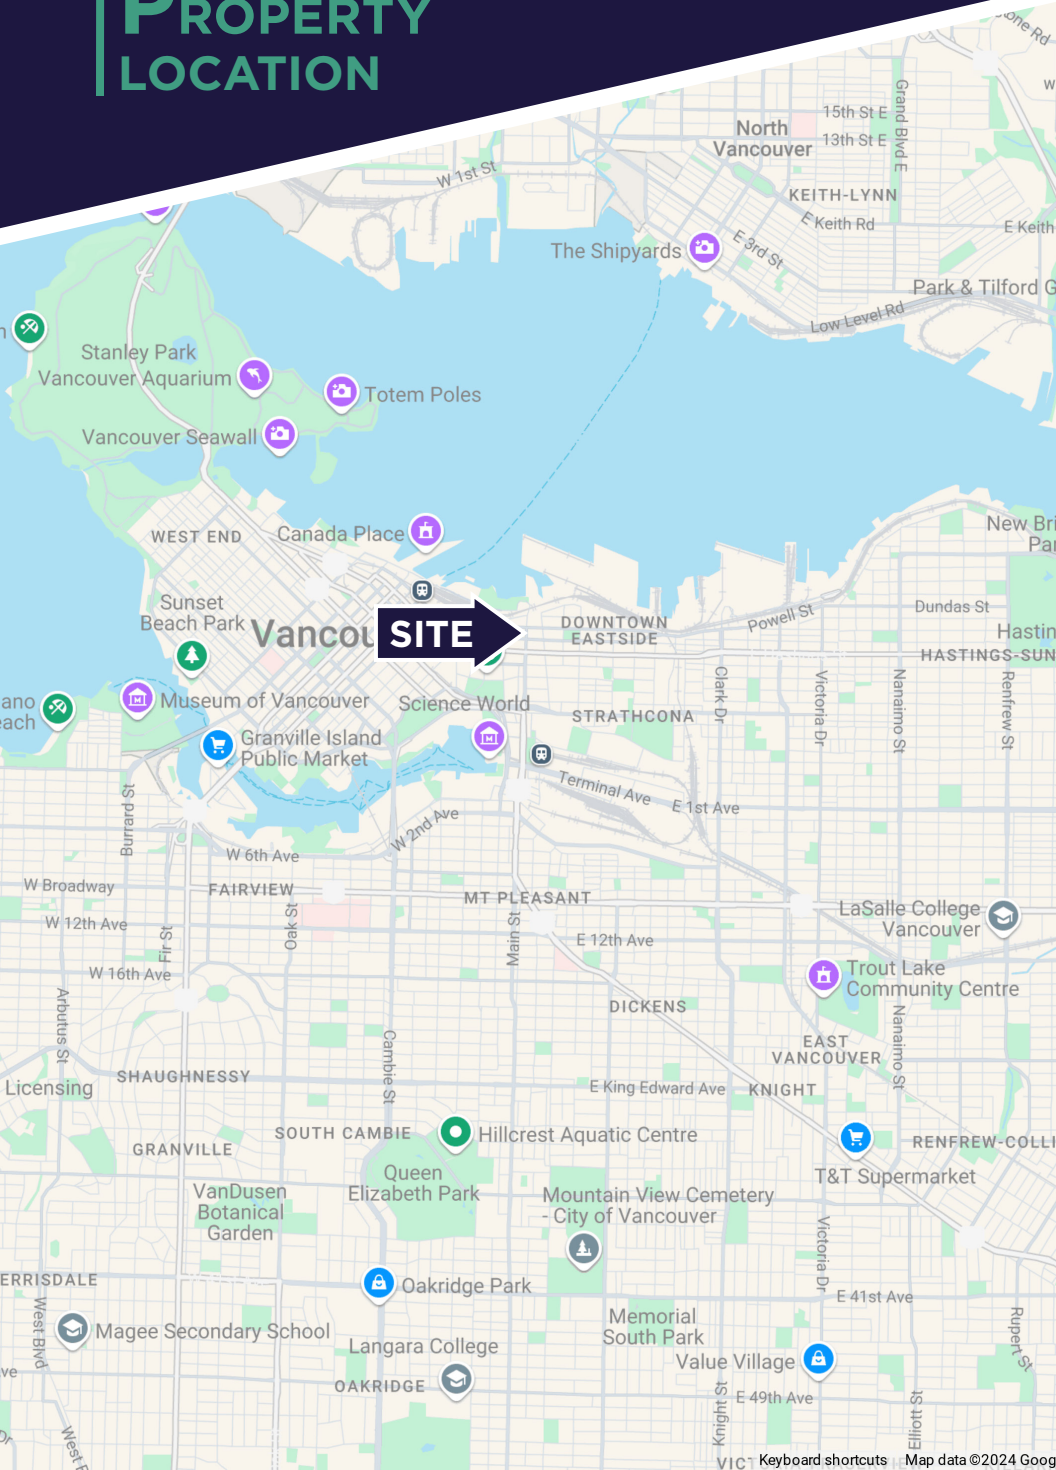 PROPERTY
LOCATION
15th St E
North
Vancouver
13th St E
Grand Blvd E
W 1st St
KEITH-LYNN
E Keith Rd
E Keith
The Shipyards
E 3rd St
Park & Tilford G
Low Level Rd
Stanley Park
Vancouver Aquarium
Totem Poles
Vancouver Seawall
WEST END
Canada Place
New Bri
Par
Sunset
Beach Park
Dundas St
Powell St
DOWNTOWN
EASTSIDE
Vancou
SITE
Hastin
HASTINGS-SUN
Museum of Vancouver
Science World
ano
each
Clark Dr
Victoria Dr
Nanaimo St
Renfrew St
STRATHCONA
Granville Island
Public Market
Terminal Ave
E 1st Ave
Burrard St
W 2nd Ave
W 6th Ave
W Broadway
FAIRVIEW
MT PLEASANT
W 12th Ave
Fir St
Oak St
Main St
E 12th Ave
LaSalle College
Vancouver
W 16th Ave
Trout Lake
Community Centre
Arbutus St
DICKENS
Cambie St
EAST
VANCOUVER
Nanaimo St
Licensing
SHAUGHNESSY
E King Edward Ave
KNIGHT
SOUTH CAMBIE
Hillcrest Aquatic Centre
GRANVILLE
RENFREW-COLLI
Queen
Elizabeth Park
T&T Supermarket
VanDusen
Botanical
Garden
Mountain View Cemetery
- City of Vancouver
Victoria Dr
ERRISDALE
Oakridge Park
E 41st Ave
West Blvd
Magee Secondary School
Memorial
South Park
Rupert St
Langara College
Value Village
ve
OAKRIDGE
Knight St
E 49th Ave
Elliott St
Dr
Keyboard shortcuts
Map data ©2024 Goog